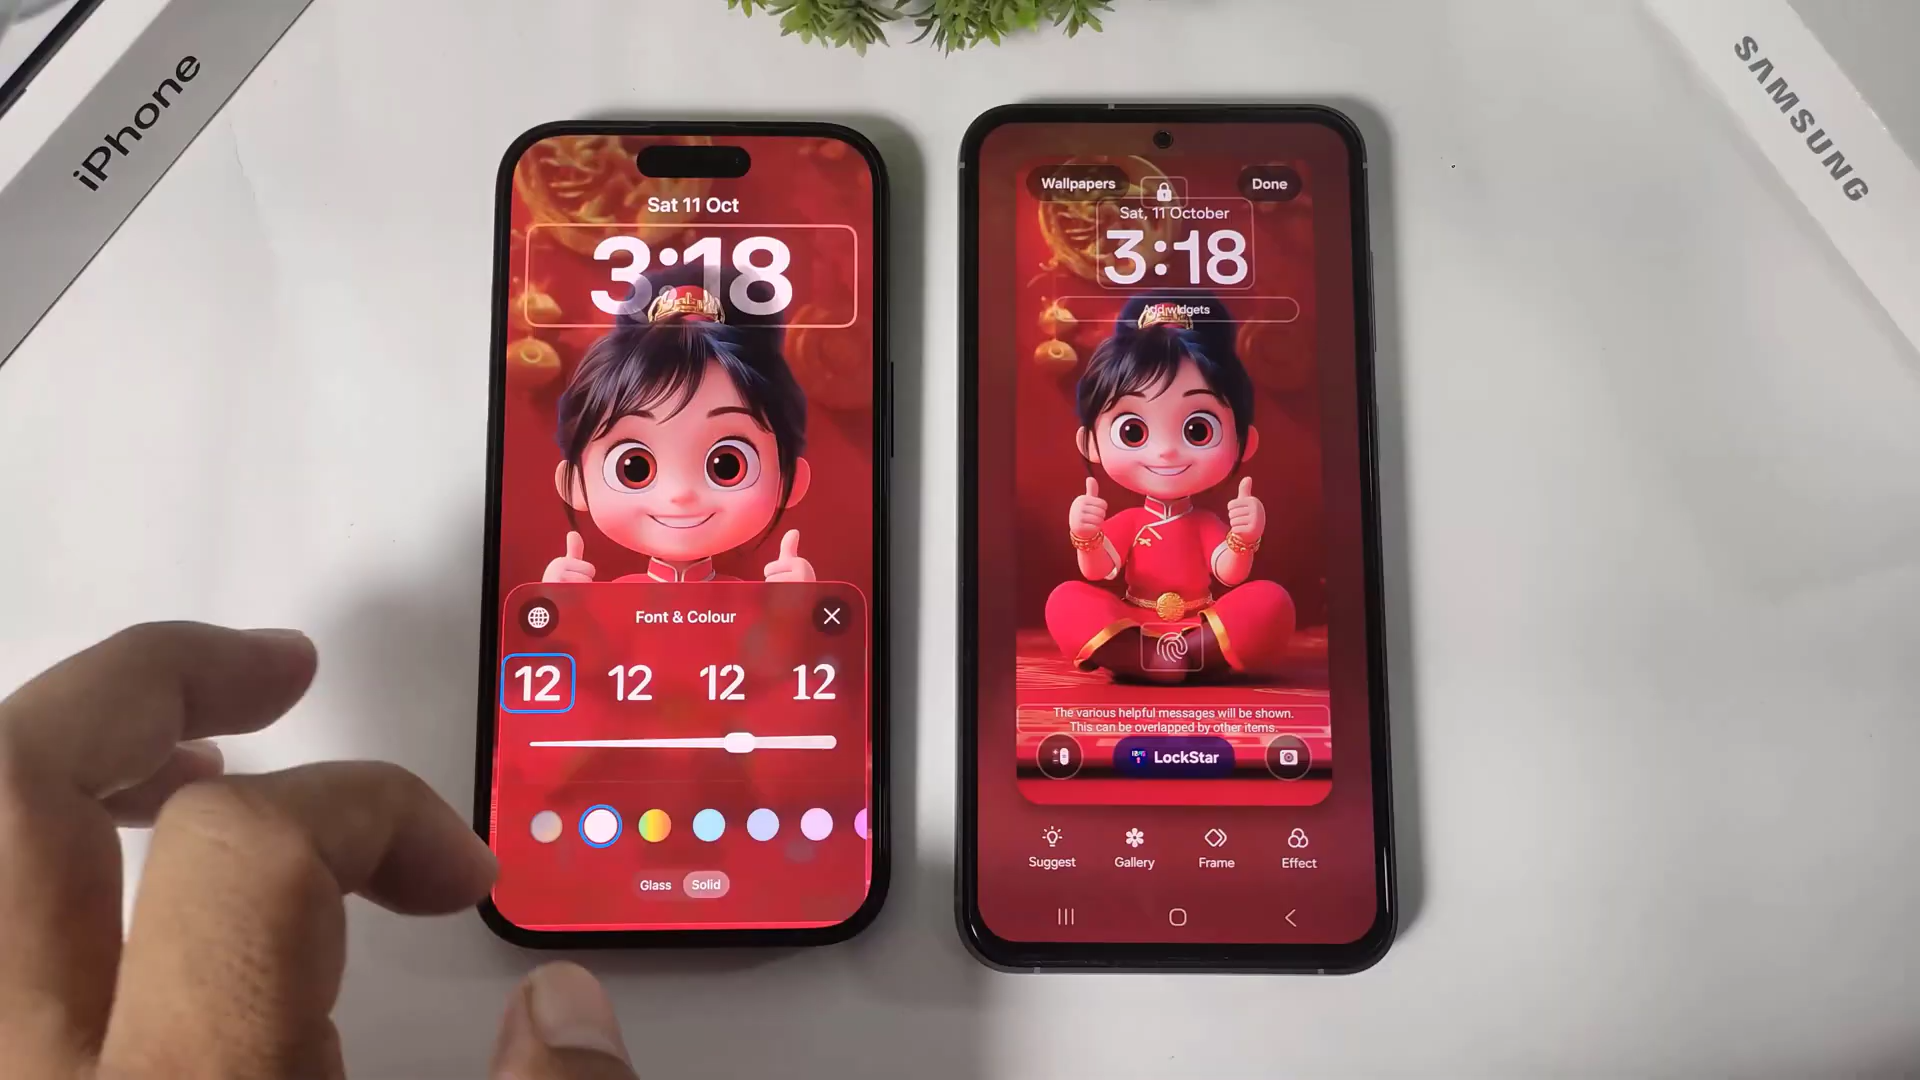 iPhone
SAMSUNG
Sat 11 Oct
3:18
Font & Colour
12
12
12
12
Glass
Solid
Wallpapers
Done
Sat, 11 October
3:18
Add widgets
The various helpful messages will be shown.
This can be overlapped by other items.
LockStar
Suggest
Gallery
Frame
Effect